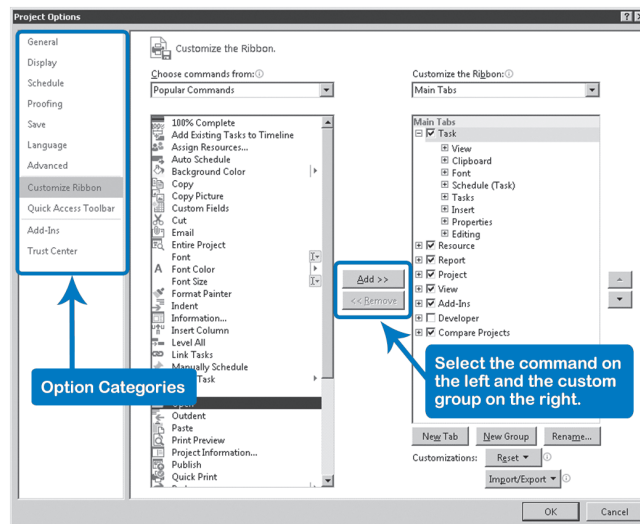 Project Options
General
Display
Schedule
Proofing
Save
Language
Advanced
Customize Ribbon
Quick Access Toolbar
Add-Ins
Trust Center
Option Categories
Customize the Ribbon.
Choose commands from:
Popular Commands
100% Complete
Add Existing Tasks to Timeline
Assign Resources...
Auto Schedule
Background Color
Copy
Copy Picture
Custom Fields
Cut
Email
Entire Project
Font
Font Color
Font Size
Format Painter
Indent
Information...
Insert Column
Level All
Link Tasks
Manually Schedule
Task
Outdent
Paste
Print Preview
Project Information...
Publish
Quick Print
Add >>
<< Remove
Customize the Ribbon:
Main Tabs
Main Tabs
Task
View
Clipboard
Font
Schedule (Task)
Tasks
Insert
Properties
Editing
Resource
Report
Project
View
Add-Ins
Developer
Compare Projects
Select the command on
the left and the custom
group on the right.
New Tab New Group Rename...
Customizations: Reset
Import/Export
OK Cancel